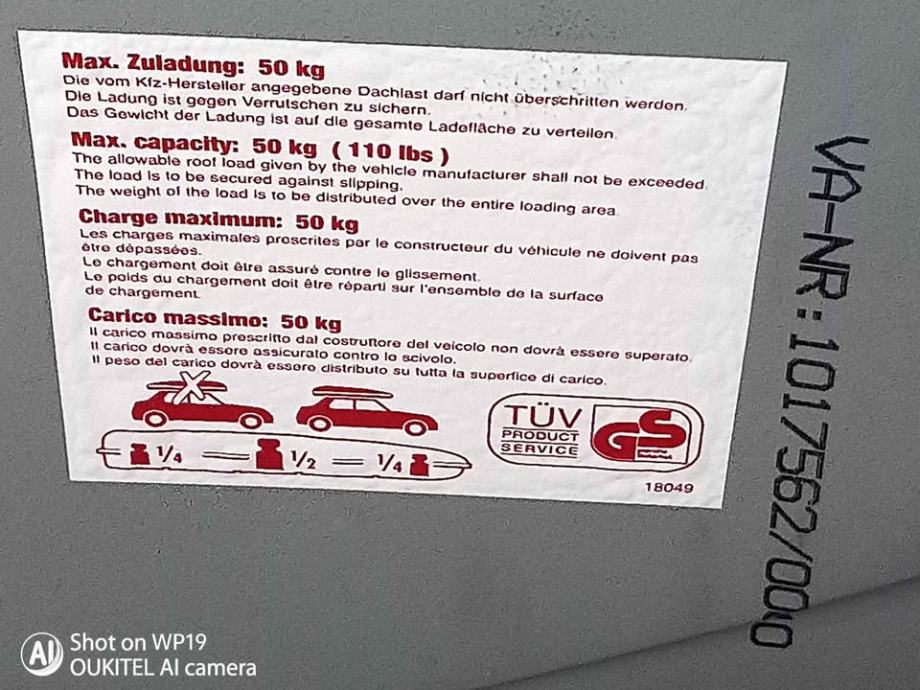 Max. Zuladung: 50 kg
Die vom Kfz-Hersteller angegebene Dachlast darf nicht überschritten werden.
Die Ladung ist gegen Verrutschen zu sichern.
Das Gewicht der Ladung ist auf die gesamte Ladefläche zu verteilen.
Max. capacity: 50 kg ( 110 lbs )
The allowable roof load given by the vehicle manufacturer shall not be exceeded.
The load is to be secured against slipping.
The weight of the load is to be distributed over the entire loading area.
Charge maximum: 50 kg
Les charges maximales proscrites par le constructeur du véhicule ne doivent pas
être dépassées.
Le chargement doit être assuré contre le glissement.
Le poids du chargement doit être réparti sur l'ensemble de la surface
de chargement.
Carico massimo: 50 kg
Il carico massimo prescritto dal costruttore del veicolo non dovrà essere superato.
Il carico dovrà essere assicurato contro lo scivolo.
Il peso del carico dovrà essero distributo su tutta la superfice di carico.
1/4 1/2 1/4
TÜV
PRODUCT
SERVICE
GS
18049
VA-NR:1017562/000
AI
Shot on WP19
OUKITEL AI camera